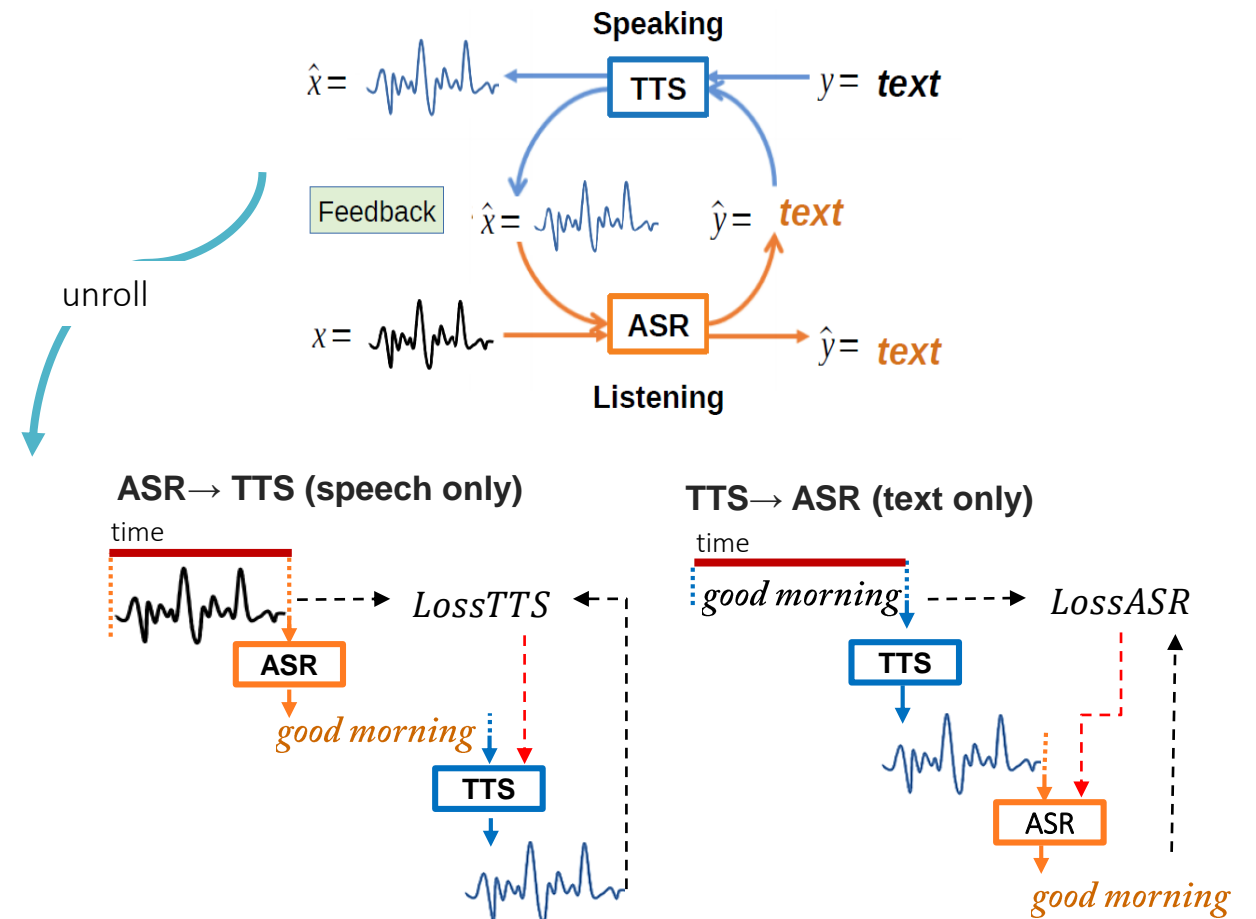 Speaking
x̂ =
TTS
y = text
Feedback
x̂ =
ŷ = text
unroll
x =
ASR
ŷ = text
Listening
ASR→ TTS (speech only)
time
LossTTS
ASR
good morning
TTS
TTS→ ASR (text only)
time
good morning
LossASR
TTS
ASR
good morning